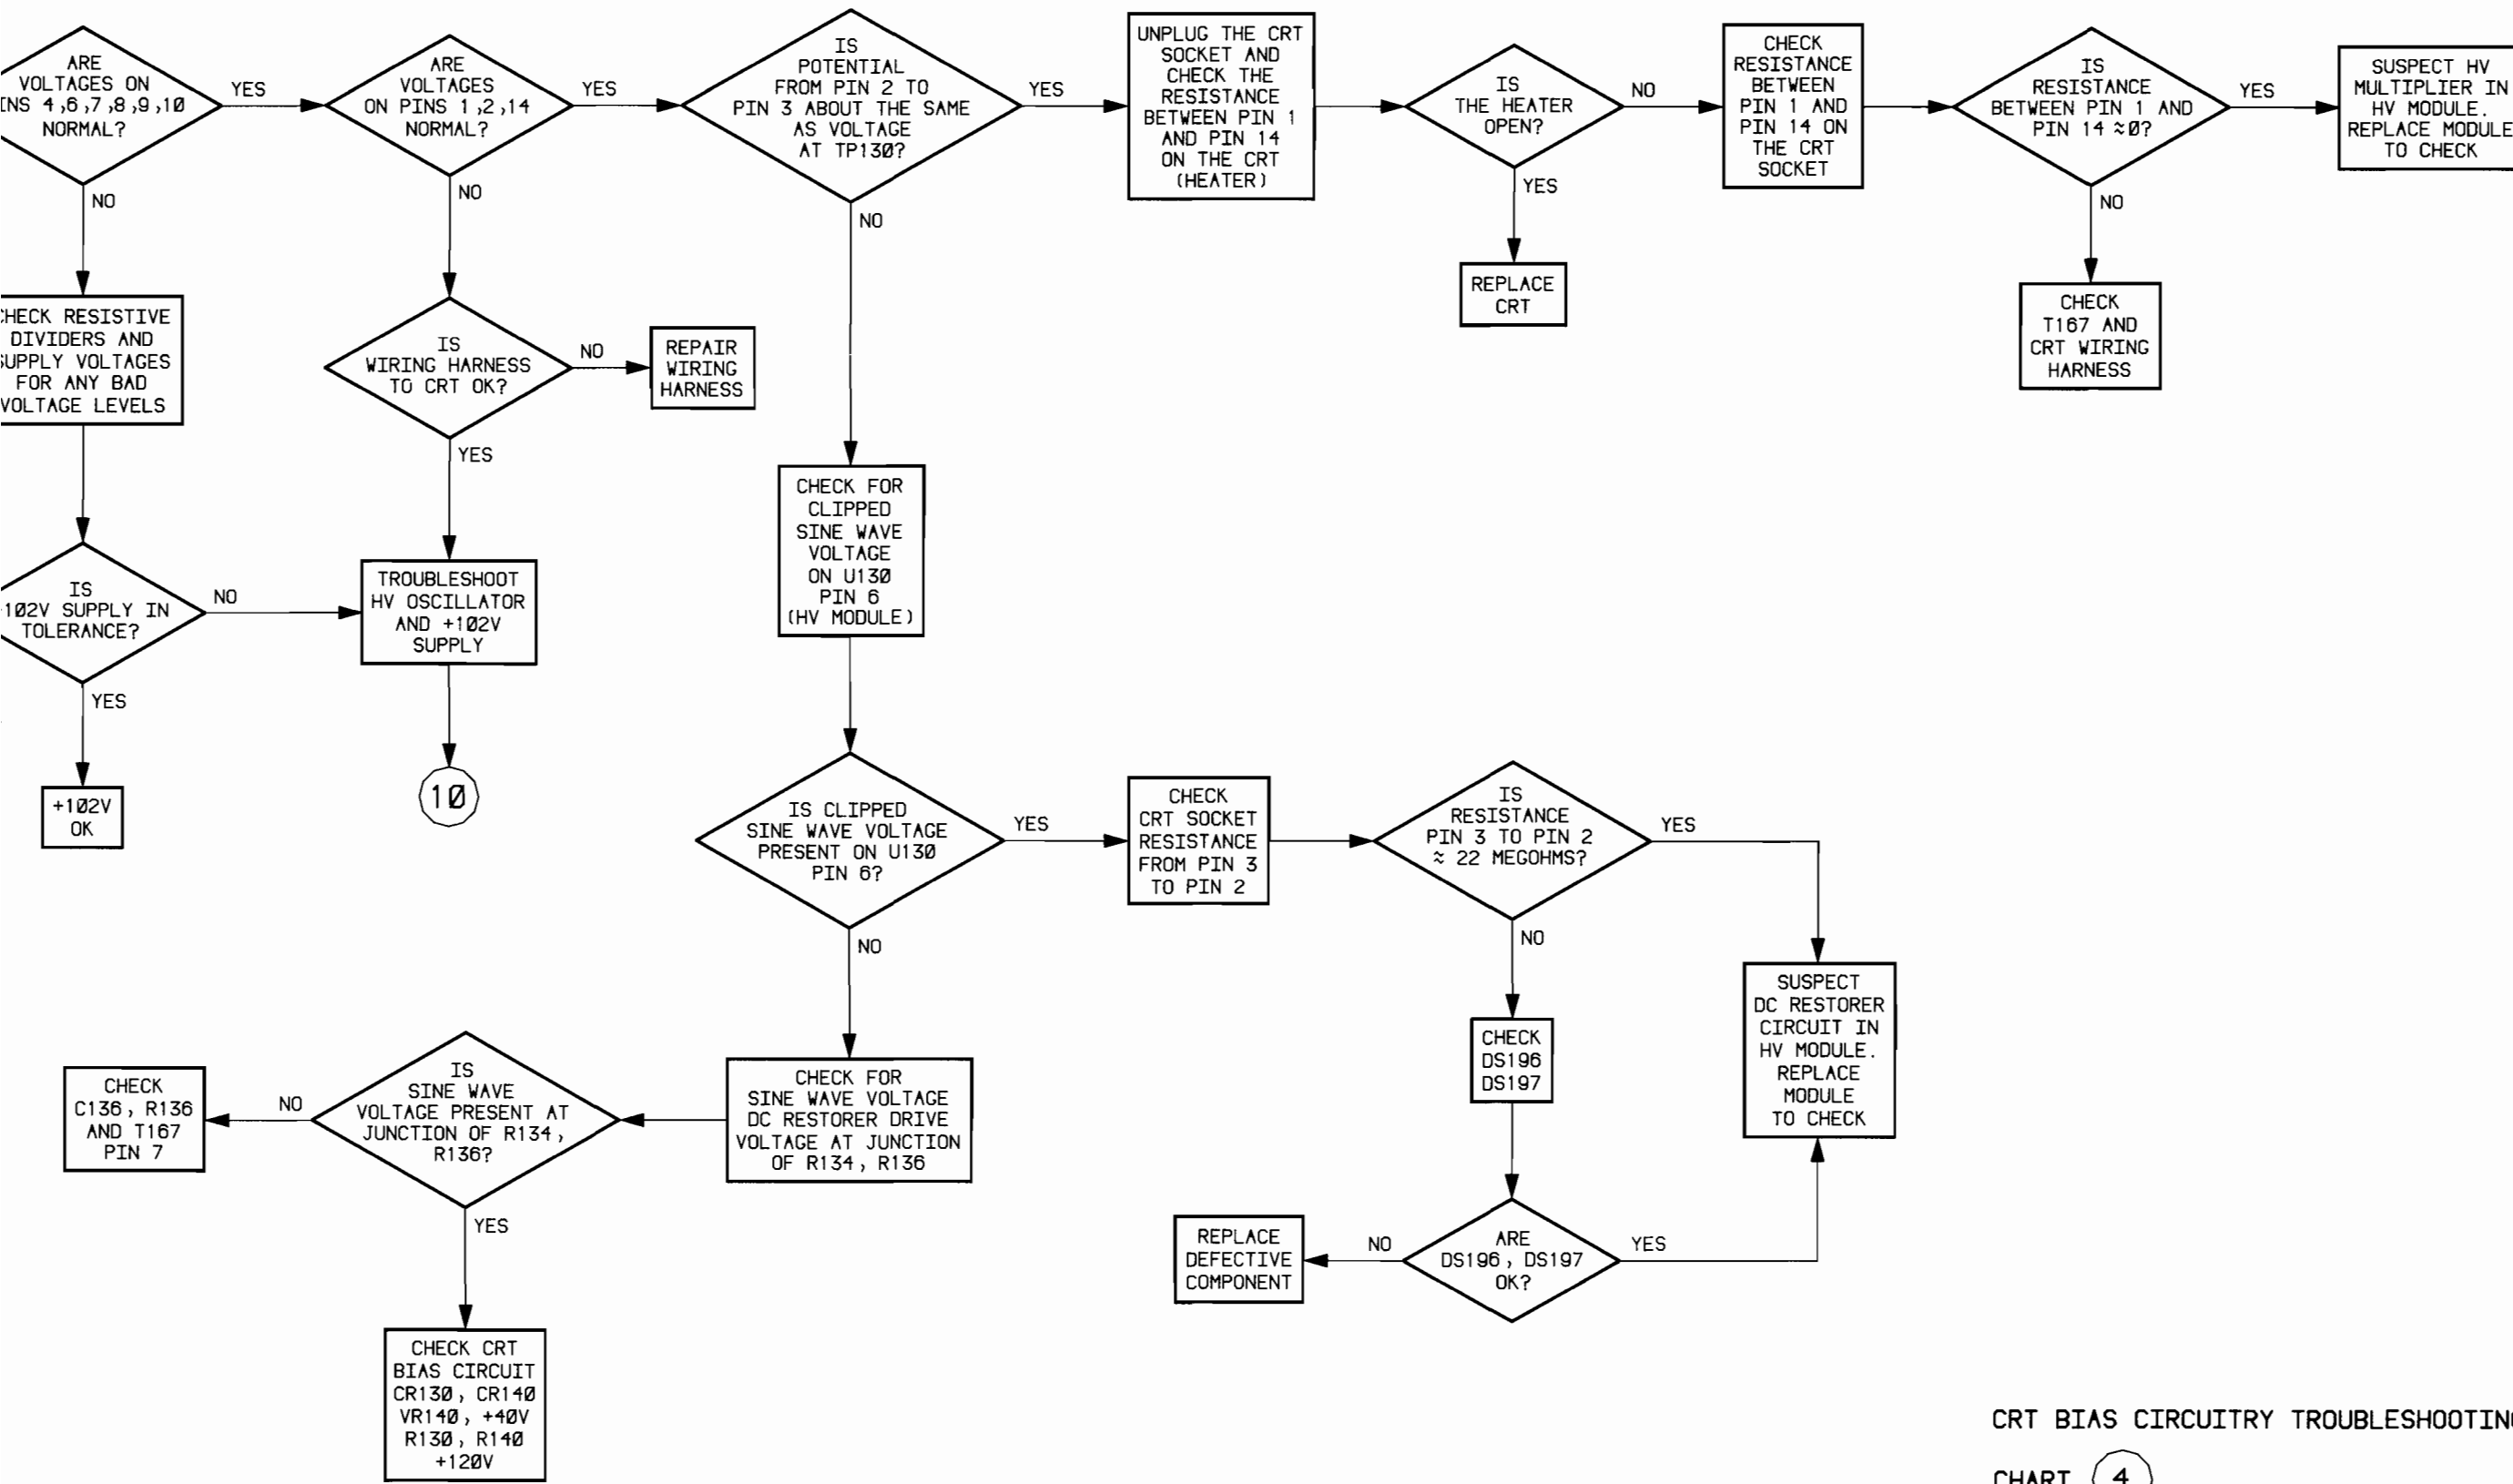 ARE
VOLTAGES ON
INS 4,6,7,8,9,10
NORMAL?
YES
NO
ARE
VOLTAGES
ON PINS 1,2,14
NORMAL?
YES
NO
IS
POTENTIAL
FROM PIN 2 TO
PIN 3 ABOUT THE SAME
AS VOLTAGE
AT TP130?
YES
NO
UNPLUG THE CRT
SOCKET AND
CHECK THE
RESISTANCE
BETWEEN PIN 1
AND PIN 14
ON THE CRT
(HEATER)
IS
THE HEATER
OPEN?
NO
YES
REPLACE
CRT
CHECK
RESISTANCE
BETWEEN
PIN 1 AND
PIN 14 ON
THE CRT
SOCKET
IS
RESISTANCE
BETWEEN PIN 1 AND
PIN 14 ≈0?
YES
NO
SUSPECT HV
MULTIPLIER IN
HV MODULE.
REPLACE MODULE
TO CHECK
CHECK
T167 AND
CRT WIRING
HARNESS
CHECK RESISTIVE
DIVIDERS AND
SUPPLY VOLTAGES
FOR ANY BAD
VOLTAGE LEVELS
IS
WIRING HARNESS
TO CRT OK?
NO
YES
REPAIR
WIRING
HARNESS
CHECK FOR
CLIPPED
SINE WAVE
VOLTAGE
ON U130
PIN 6
(HV MODULE)
IS
102V SUPPLY IN
TOLERANCE?
NO
YES
TROUBLESHOOT
HV OSCILLATOR
AND +102V
SUPPLY
+102V
OK
10
IS CLIPPED
SINE WAVE VOLTAGE
PRESENT ON U130
PIN 6?
YES
NO
CHECK
CRT SOCKET
RESISTANCE
FROM PIN 3
TO PIN 2
IS
RESISTANCE
PIN 3 TO PIN 2
≈ 22 MEGOHMS?
YES
NO
CHECK
DS196
DS197
SUSPECT
DC RESTORER
CIRCUIT IN
HV MODULE.
REPLACE
MODULE
TO CHECK
CHECK
C136, R136
AND T167
PIN 7
NO
IS
SINE WAVE
VOLTAGE PRESENT AT
JUNCTION OF R134,
R136?
YES
CHECK FOR
SINE WAVE VOLTAGE
DC RESTORER DRIVE
VOLTAGE AT JUNCTION
OF R134, R136
REPLACE
DEFECTIVE
COMPONENT
NO
ARE
DS196, DS197
OK?
YES
CHECK CRT
BIAS CIRCUIT
CR130, CR140
VR140, +40V
R130, R140
+120V
CRT BIAS CIRCUITRY TROUBLESHOOTING
CHART 4